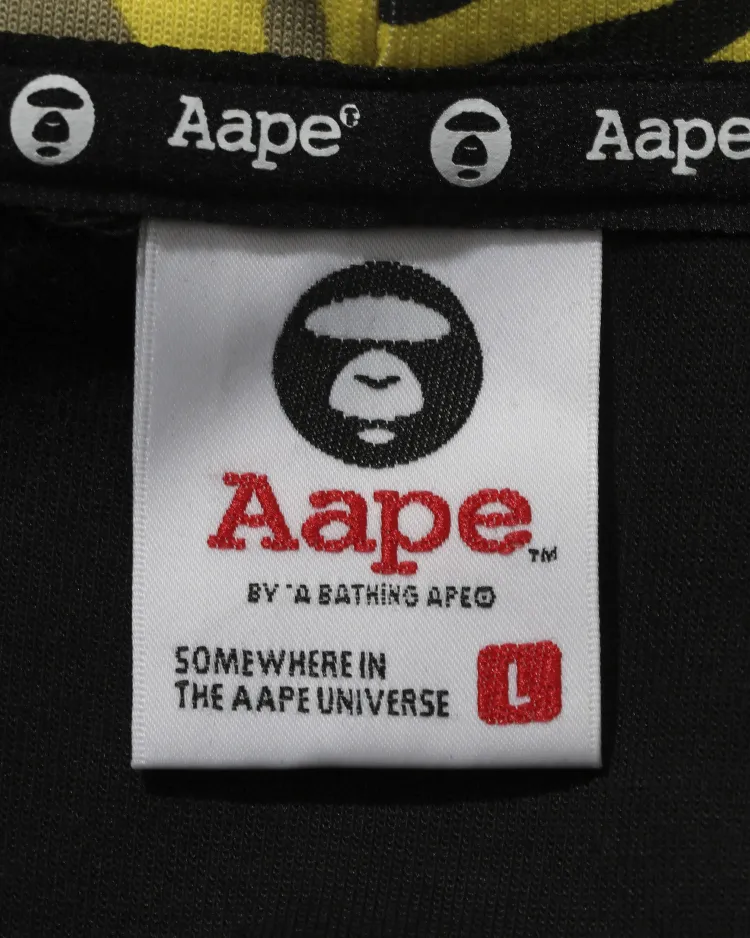 Aape® Aape
Aape™
BY *A BATHING APE®
SOMEWHERE IN
THE AAPE UNIVERSE
L